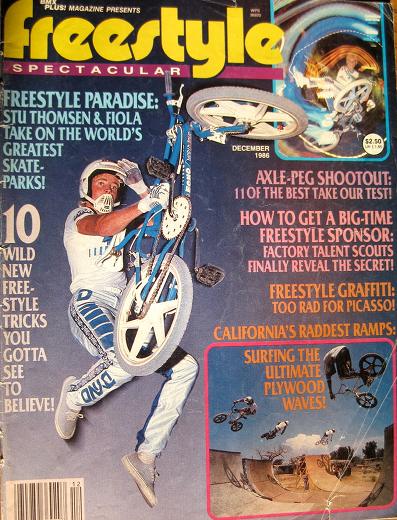 BMX
PLUS! MAGAZINE PRESENTS
freestyle
SPECTACULAR
FREESTYLE PARADISE:
STU THOMSEN & FIOLA
TAKE ON THE WORLD'S
GREATEST
SKATE-
PARKS!
DECEMBER
1986
$2.50
AXLE-PEG SHOOTOUT:
11 OF THE BEST TAKE OUR TEST!
HOW TO GET A BIG-TIME
FREESTYLE SPONSOR:
FACTORY TALENT SCOUTS
FINALLY REVEAL THE SECRET!
FREESTYLE GRAFFITI:
TOO RAD FOR PICASSO!
CALIFORNIA'S RADDEST RAMPS:
SURFING THE
ULTIMATE
PLYWOOD
WAVES!
10
WILD
NEW
FREE-
STYLE
TRICKS
YOU
GOTTA
SEE
TO
BELIEVE!
DYNO
12